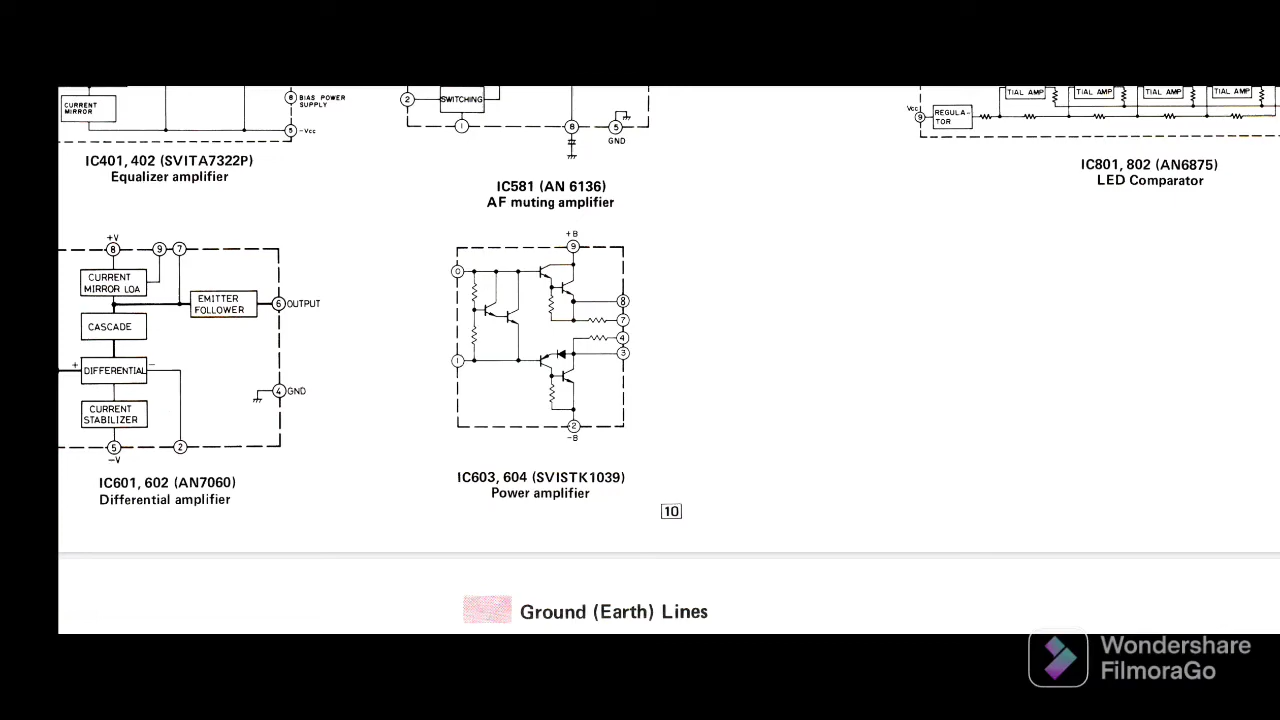 CURRENT
MIRROR
8 BIAS POWER
SUPPLY
5 -Vcc
IC401, 402 (SVITA7322P)
Equalizer amplifier
2 SWITCHING
1 8 5
GND
IC581 (AN 6136)
AF muting amplifier
TIAL AMP TIAL AMP TIAL AMP TIAL AMP
Vcc
9 REGULA-
TOR
IC801, 802 (AN6875)
LED Comparator
+V
8 9 7
CURRENT
MIRROR LOA
EMITTER
FOLLOWER
6 OUTPUT
CASCADE
+ DIFFERENTIAL -
4 GND
CURRENT
STABILIZER
5 2
-V
IC601, 602 (AN7060)
Differential amplifier
+B
9
0
8
7
4
3
1
2
-B
IC603, 604 (SVISTK1039)
Power amplifier
10
Ground (Earth) Lines
Wondershare
FilmoraGo